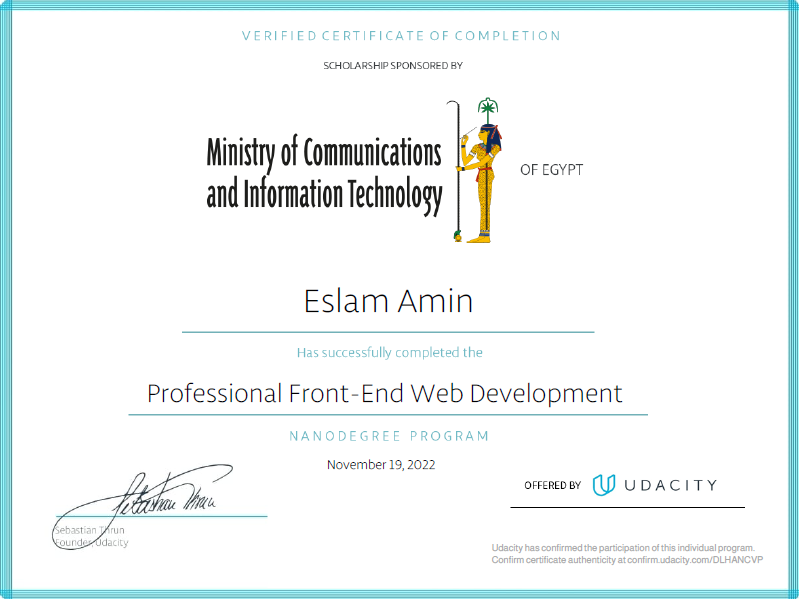 VERIFIED CERTIFICATE OF COMPLETION
SCHOLARSHIP SPONSORED BY
Ministry of Communications
and Information Technology
OF EGYPT
Eslam Amin
Has successfully completed the
Professional Front-End Web Development
NANODEGREE PROGRAM
November 19, 2022
Sebastian Thrun
OFFERED BY UDACITY
Sebastian Thrun
Founder, Udacity
Udacity has confirmed the participation of this individual program.
Confirm certificate authenticity at confirm.udacity.com/DLHANCVP